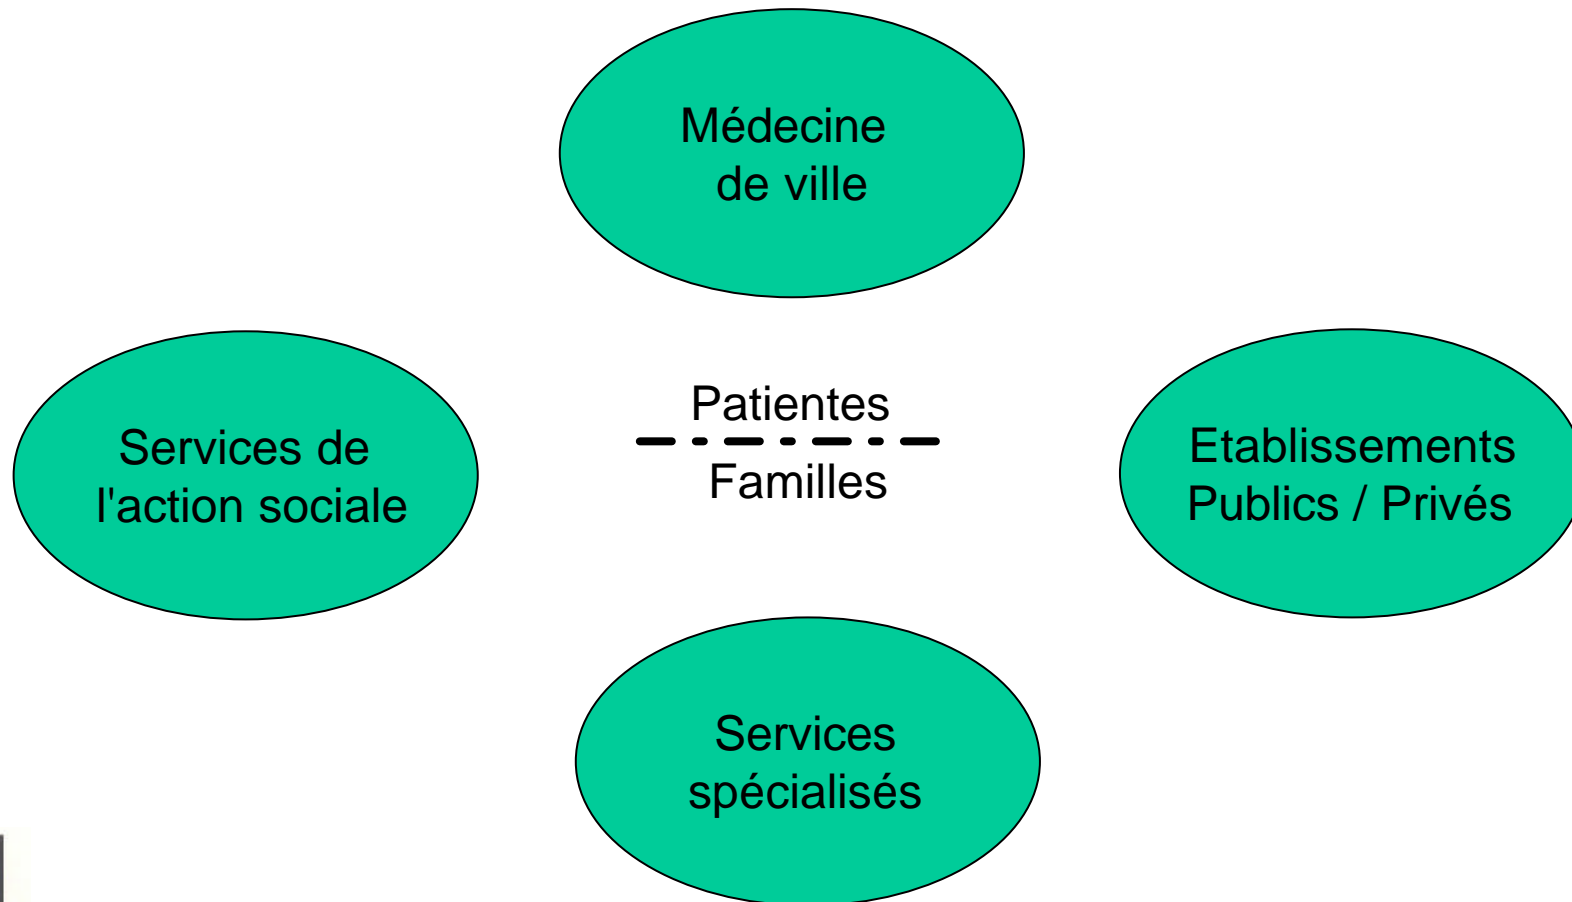 Médecine
de ville
Services de
l'action sociale
Patientes
Familles
Etablissements
Publics / Privés
Services
spécialisés